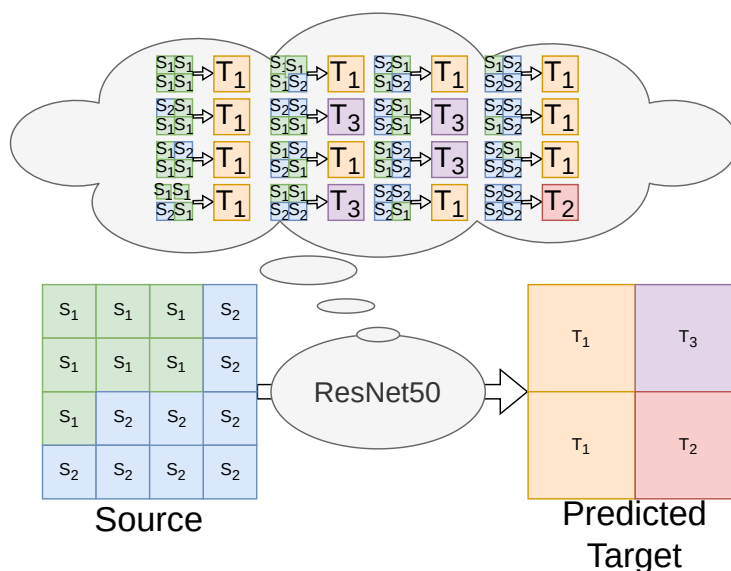 S₁S₁ S₁S₁ S₂S₁ S₁S₂
T₁ T₁ T₁ T₁
S₁S₁ S₁S₂ S₁S₂ S₂S₂
S₂S₁ S₂S₂ S₂S₁ S₂S₂
T₁ T₃ T₃ T₁
S₁S₁ S₁S₁ S₂S₁ S₁S₂
S₁S₂ S₁S₂ S₁S₂ S₂S₁
T₁ T₁ T₃ T₁
S₁S₁ S₂S₁ S₁S₂ S₂S₂
S₁S₁ S₁S₁ S₂S₂ S₂S₂
T₁ T₃ T₁ T₂
S₂S₁ S₂S₂ S₂S₁ S₂S₂
S₁ S₁ S₁ S₂
S₁ S₁ S₁ S₂
S₁ S₂ S₂ S₂
S₂ S₂ S₂ S₂
Source
ResNet50
T₁ T₃
T₁ T₂
Predicted
Target